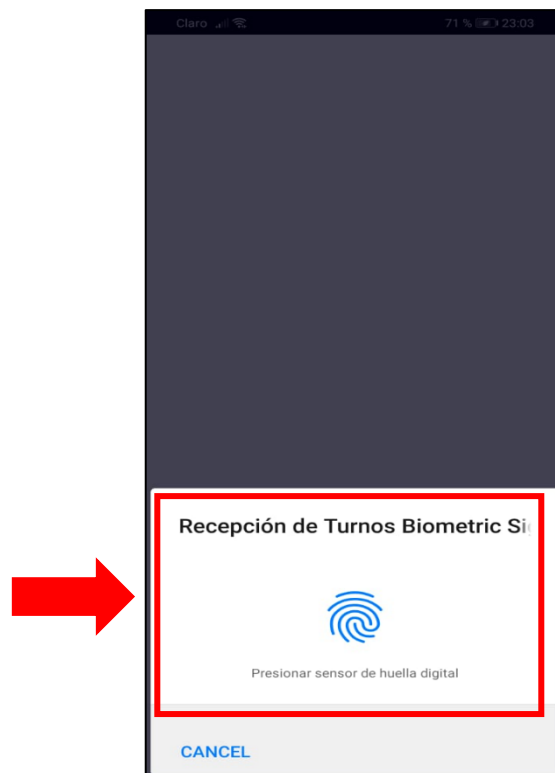 Claro 71 % 23:03
Recepción de Turnos Biometric Si
Presionar sensor de huella digital
CANCEL